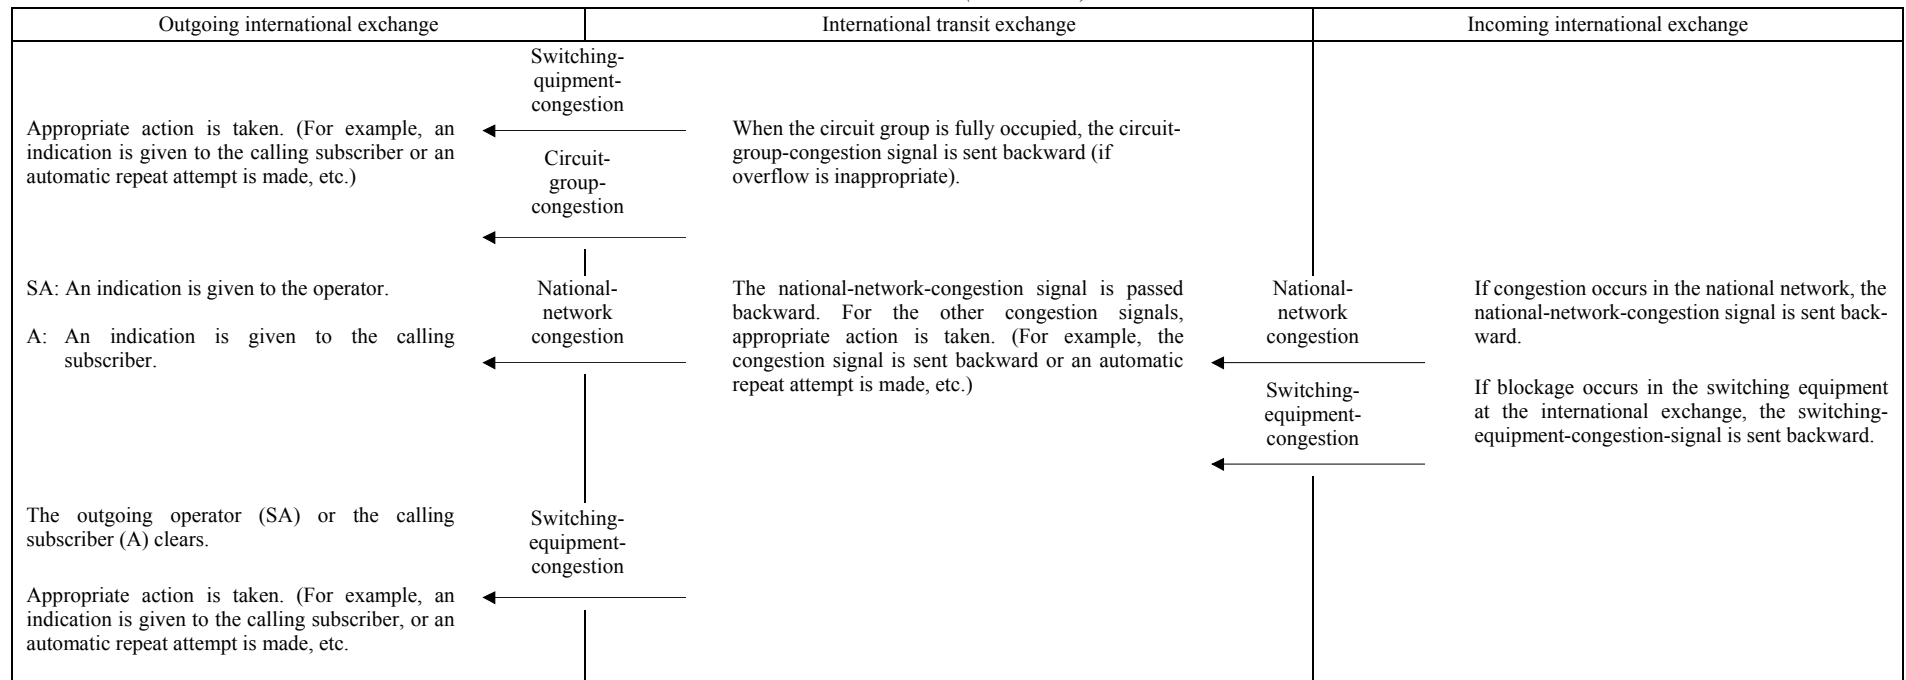 Outgoing international exchange
International transit exchange
Incoming international exchange
Switching-
quipment-
congestion
Appropriate action is taken. (For example, an
indication is given to the calling subscriber or an
automatic repeat attempt is made, etc.)
When the circuit group is fully occupied, the circuit-
group-congestion signal is sent backward (if
overflow is inappropriate).
Circuit-
group-
congestion
SA: An indication is given to the operator.
A: An indication is given to the calling
subscriber.
National-
network
congestion
The national-network-congestion signal is passed
backward. For the other congestion signals,
appropriate action is taken. (For example, the
congestion signal is sent backward or an automatic
repeat attempt is made, etc.)
National-
network
congestion
If congestion occurs in the national network, the
national-network-congestion signal is sent back-
ward.
Switching-
equipment-
congestion
If blockage occurs in the switching equipment
at the international exchange, the switching-
equipment-congestion-signal is sent backward.
The outgoing operator (SA) or the calling
subscriber (A) clears.
Switching-
equipment-
congestion
Appropriate action is taken. (For example, an
indication is given to the calling subscriber, or an
automatic repeat attempt is made, etc.